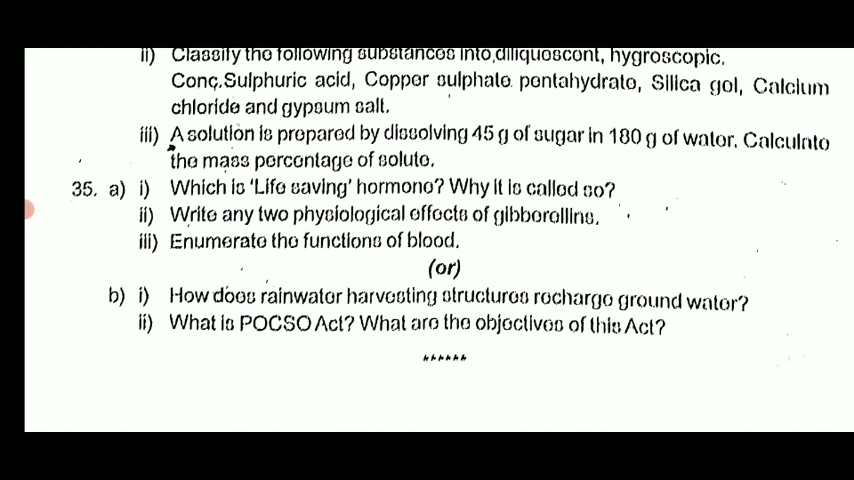 ii) Classify the following substances into dilliquescent, hygroscopic.
Conc.Sulphuric acid, Copper sulphate pentahydrate, Silica gel, Calcium
chloride and gypsum salt.
iii) A solution is prepared by dissolving 45 g of sugar in 180 g of water. Calculate
the mass percentage of solute.
35. a) i) Which is 'Life saving' hormone? Why it is called so?
ii) Write any two physiological effects of gibberellins.
iii) Enumerate the functions of blood.
(or)
b) i) How does rainwater harvesting structures recharge ground water?
ii) What is POCSO Act? What are the objectives of this Act?
******